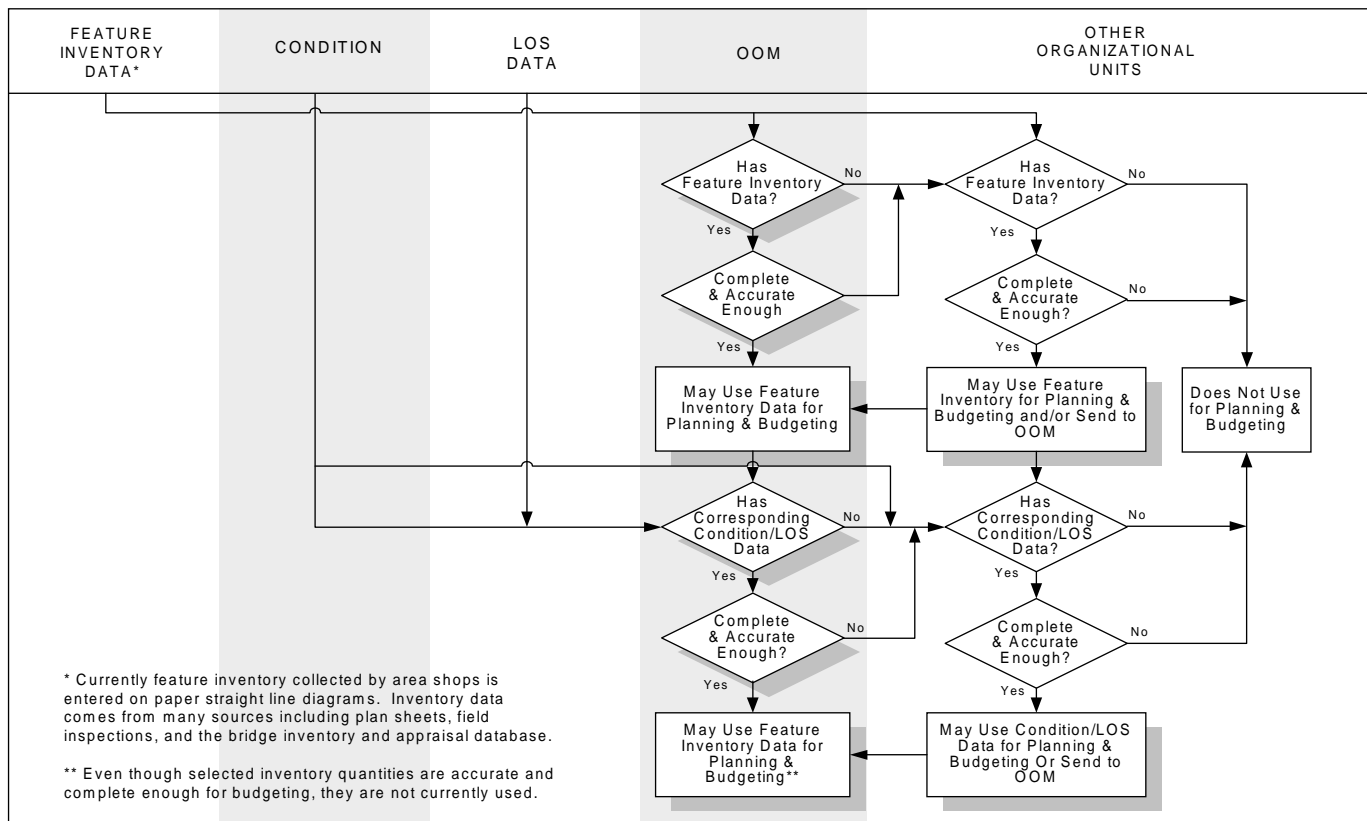 FEATURE
INVENTORY
DATA*
CONDITION
LOS
DATA
OOM
OTHER
ORGANIZATIONAL
UNITS
Has
Feature Inventory
Data?
No
Yes
Has
Feature Inventory
Data?
No
Yes
Complete
& Accurate
Enough
Yes
Complete
& Accurate
Enough?
No
Yes
May Use Feature
Inventory Data for
Planning & Budgeting
May Use Feature
Inventory for Planning &
Budgeting and/or Send to
OOM
Does Not Use
for Planning &
Budgeting
Has
Corresponding
Condition/LOS
Data
No
Yes
Has
Corresponding
Condition/LOS
Data?
No
Yes
Complete
& Accurate
Enough?
No
Yes
Complete
& Accurate
Enough?
No
Yes
May Use Feature
Inventory Data for
Planning &
Budgeting**
May Use Condition/LOS
Data for Planning &
Budgeting Or Send to
OOM
* Currently feature inventory collected by area shops is
entered on paper straight line diagrams. Inventory data
comes from many sources including plan sheets, field
inspections, and the bridge inventory and appraisal database.
** Even though selected inventory quantities are accurate and
complete enough for budgeting, they are not currently used.